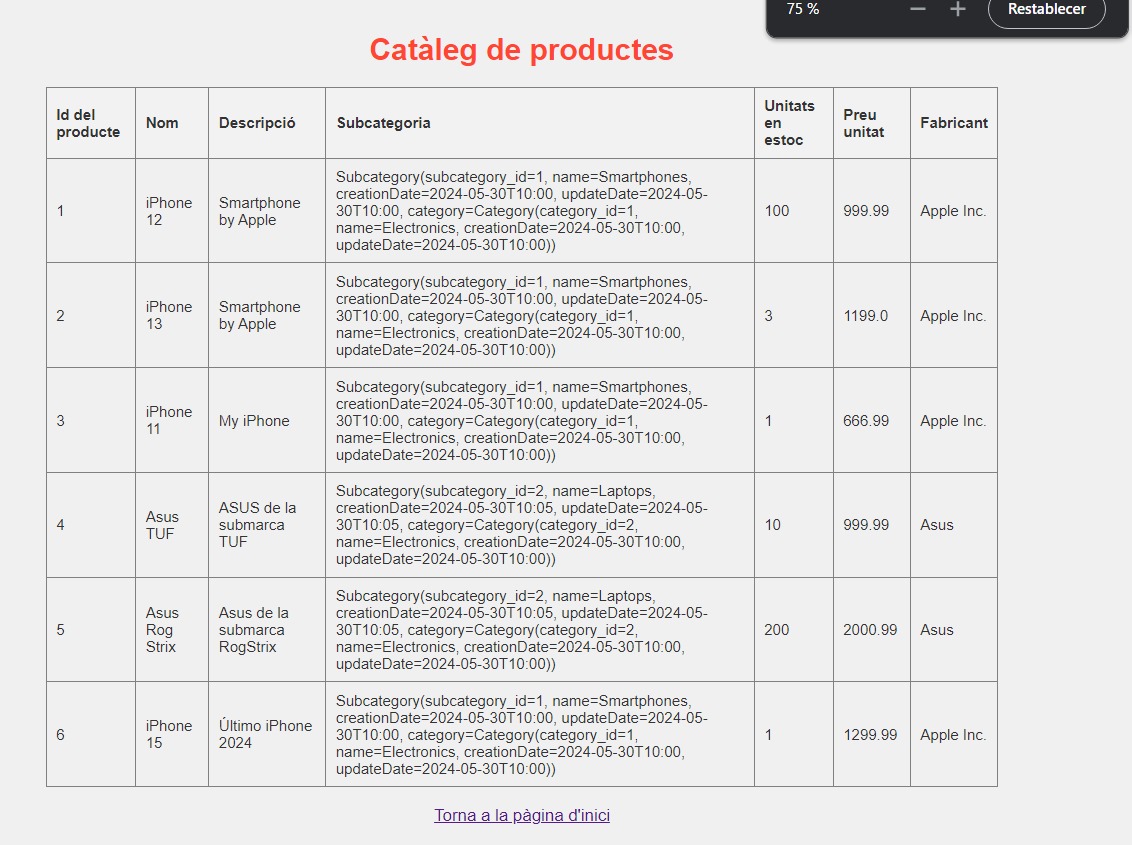 75 %
Restablecer
Catàleg de productes
Id del
producte
Nom
Descripció
Subcategoria
Unitats
en
estoc
Preu
unitat
Fabricant
1
iPhone
12
Smartphone
by Apple
Subcategory(subcategory_id=1, name=Smartphones,
creationDate=2024-05-30T10:00, updateDate=2024-05-
30T10:00, category=Category(category_id=1,
name=Electronics, creationDate=2024-05-30T10:00,
updateDate=2024-05-30T10:00))
100
999.99
Apple Inc.
2
iPhone
13
Smartphone
by Apple
Subcategory(subcategory_id=1, name=Smartphones,
creationDate=2024-05-30T10:00, updateDate=2024-05-
30T10:00, category=Category(category_id=1,
name=Electronics, creationDate=2024-05-30T10:00,
updateDate=2024-05-30T10:00))
3
1199.0
Apple Inc.
3
iPhone
11
My iPhone
Subcategory(subcategory_id=1, name=Smartphones,
creationDate=2024-05-30T10:00, updateDate=2024-05-
30T10:00, category=Category(category_id=1,
name=Electronics, creationDate=2024-05-30T10:00,
updateDate=2024-05-30T10:00))
1
666.99
Apple Inc.
4
Asus
TUF
ASUS de la
submarca
TUF
Subcategory(subcategory_id=2, name=Laptops,
creationDate=2024-05-30T10:05, updateDate=2024-05-
30T10:05, category=Category(category_id=2,
name=Electronics, creationDate=2024-05-30T10:00,
updateDate=2024-05-30T10:00))
10
999.99
Asus
5
Asus
Rog
Strix
Asus de la
submarca
RogStrix
Subcategory(subcategory_id=2, name=Laptops,
creationDate=2024-05-30T10:05, updateDate=2024-05-
30T10:05, category=Category(category_id=2,
name=Electronics, creationDate=2024-05-30T10:00,
updateDate=2024-05-30T10:00))
200
2000.99
Asus
6
iPhone
15
Último iPhone
2024
Subcategory(subcategory_id=1, name=Smartphones,
creationDate=2024-05-30T10:00, updateDate=2024-05-
30T10:00, category=Category(category_id=1,
name=Electronics, creationDate=2024-05-30T10:00,
updateDate=2024-05-30T10:00))
1
1299.99
Apple Inc.
Torna a la pàgina d'inici